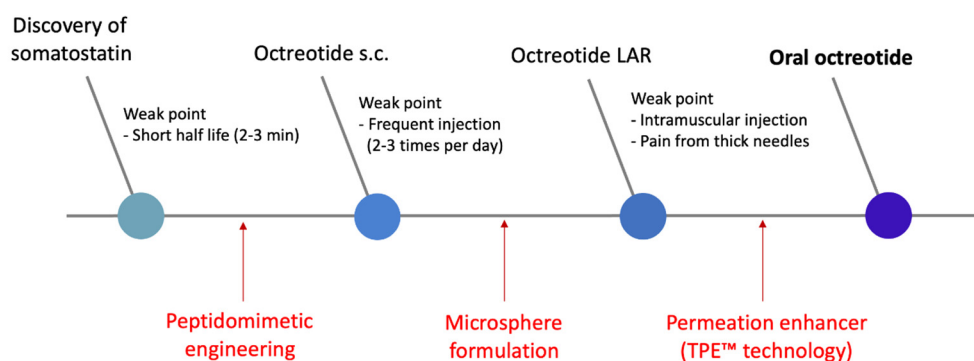 Discovery of
somatostatin
Octreotide s.c.
Octreotide LAR
Oral octreotide
Weak point
- Short half life (2-3 min)
Weak point
- Frequent injection
(2-3 times per day)
Weak point
- Intramuscular injection
- Pain from thick needles
Peptidomimetic
engineering
Microsphere
formulation
Permeation enhancer
(TPE™ technology)